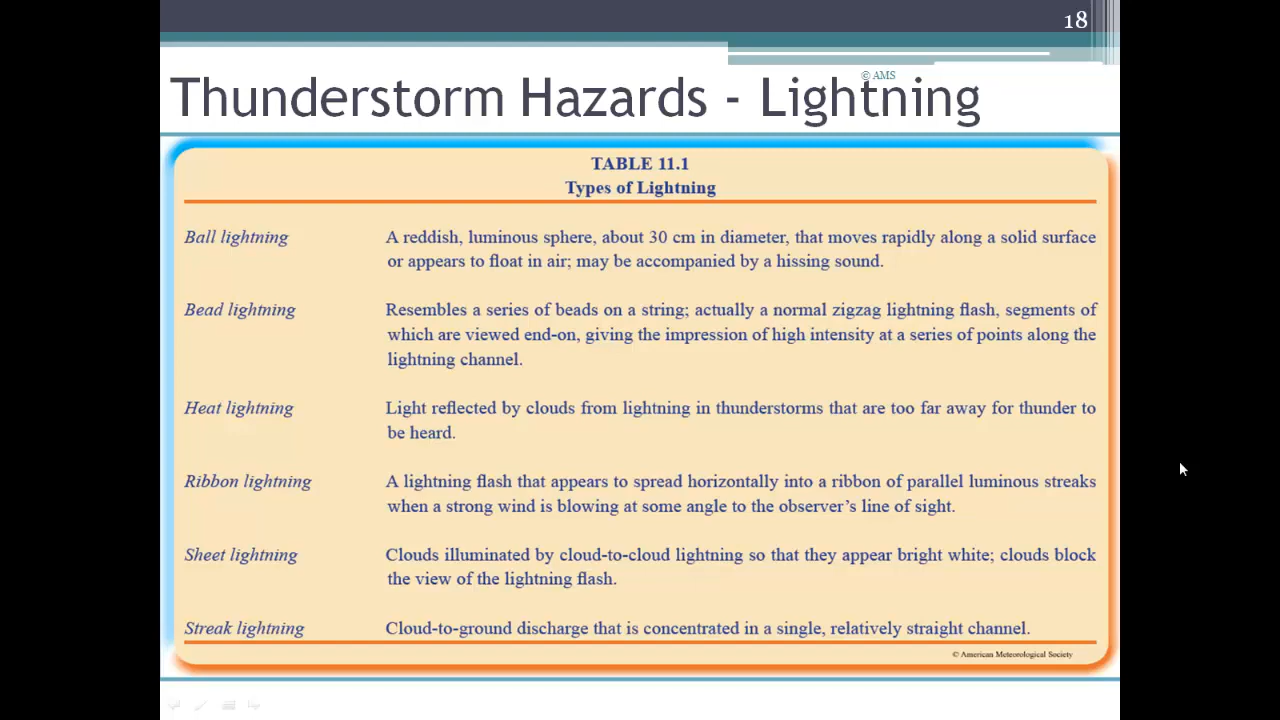 18
© AMS
Thunderstorm Hazards - Lightning
TABLE 11.1
Types of Lightning
Ball lightning A reddish, luminous sphere, about 30 cm in diameter, that moves rapidly along a solid surface
or appears to float in air; may be accompanied by a hissing sound.
Bead lightning Resembles a series of beads on a string; actually a normal zigzag lightning flash, segments of
which are viewed end-on, giving the impression of high intensity at a series of points along the
lightning channel.
Heat lightning Light reflected by clouds from lightning in thunderstorms that are too far away for thunder to
be heard.
Ribbon lightning A lightning flash that appears to spread horizontally into a ribbon of parallel luminous streaks
when a strong wind is blowing at some angle to the observer's line of sight.
Sheet lightning Clouds illuminated by cloud-to-cloud lightning so that they appear bright white; clouds block
the view of the lightning flash.
Streak lightning Cloud-to-ground discharge that is concentrated in a single, relatively straight channel.
© American Meteorological Society